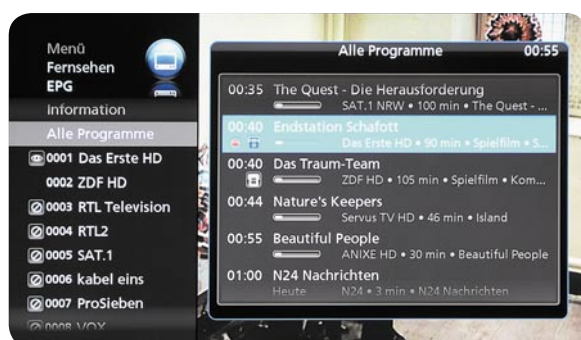 Menü
Fernsehen
EPG
Information
Alle Programme
0001 Das Erste HD
0002 ZDF HD
0003 RTL Television
0004 RTL2
0005 SAT.1
0006 kabel eins
0007 ProSieben
0008 VOX
Alle Programme 00:55
00:35 The Quest - Die Herausforderung
SAT.1 NRW • 100 min • The Quest - ...
00:40 Endstation Schafott
Das Erste HD • 90 min • Spielfilm • S...
00:40 Das Traum-Team
ZDF HD • 105 min • Spielfilm • Kom...
00:44 Nature's Keepers
Servus TV HD • 46 min • Island
00:55 Beautiful People
ANIXE HD • 30 min • Beautiful People
01:00 N24 Nachrichten
Heute N24 • 3 min • N24 Nachrichten